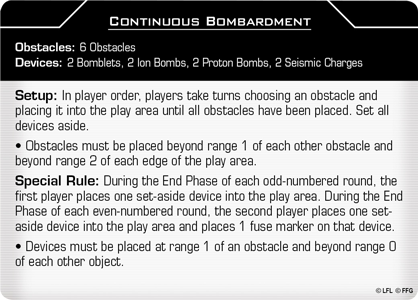 Continuous Bombardment
Obstacles: 6 Obstacles
Devices: 2 Bomblets, 2 Ion Bombs, 2 Proton Bombs, 2 Seismic Charges
Setup: In player order, players take turns choosing an obstacle and
placing it into the play area until all obstacles have been placed. Set all
devices aside.
• Obstacles must be placed beyond range 1 of each other obstacle and
beyond range 2 of each edge of the play area.
Special Rule: During the End Phase of each odd-numbered round, the
first player places one set-aside device into the play area. During the End
Phase of each even-numbered round, the second player places one set-
aside device into the play area and places 1 fuse marker on that device.
• Devices must be placed at range 1 of an obstacle and beyond range 0
of each other object.
© LFL © FFG